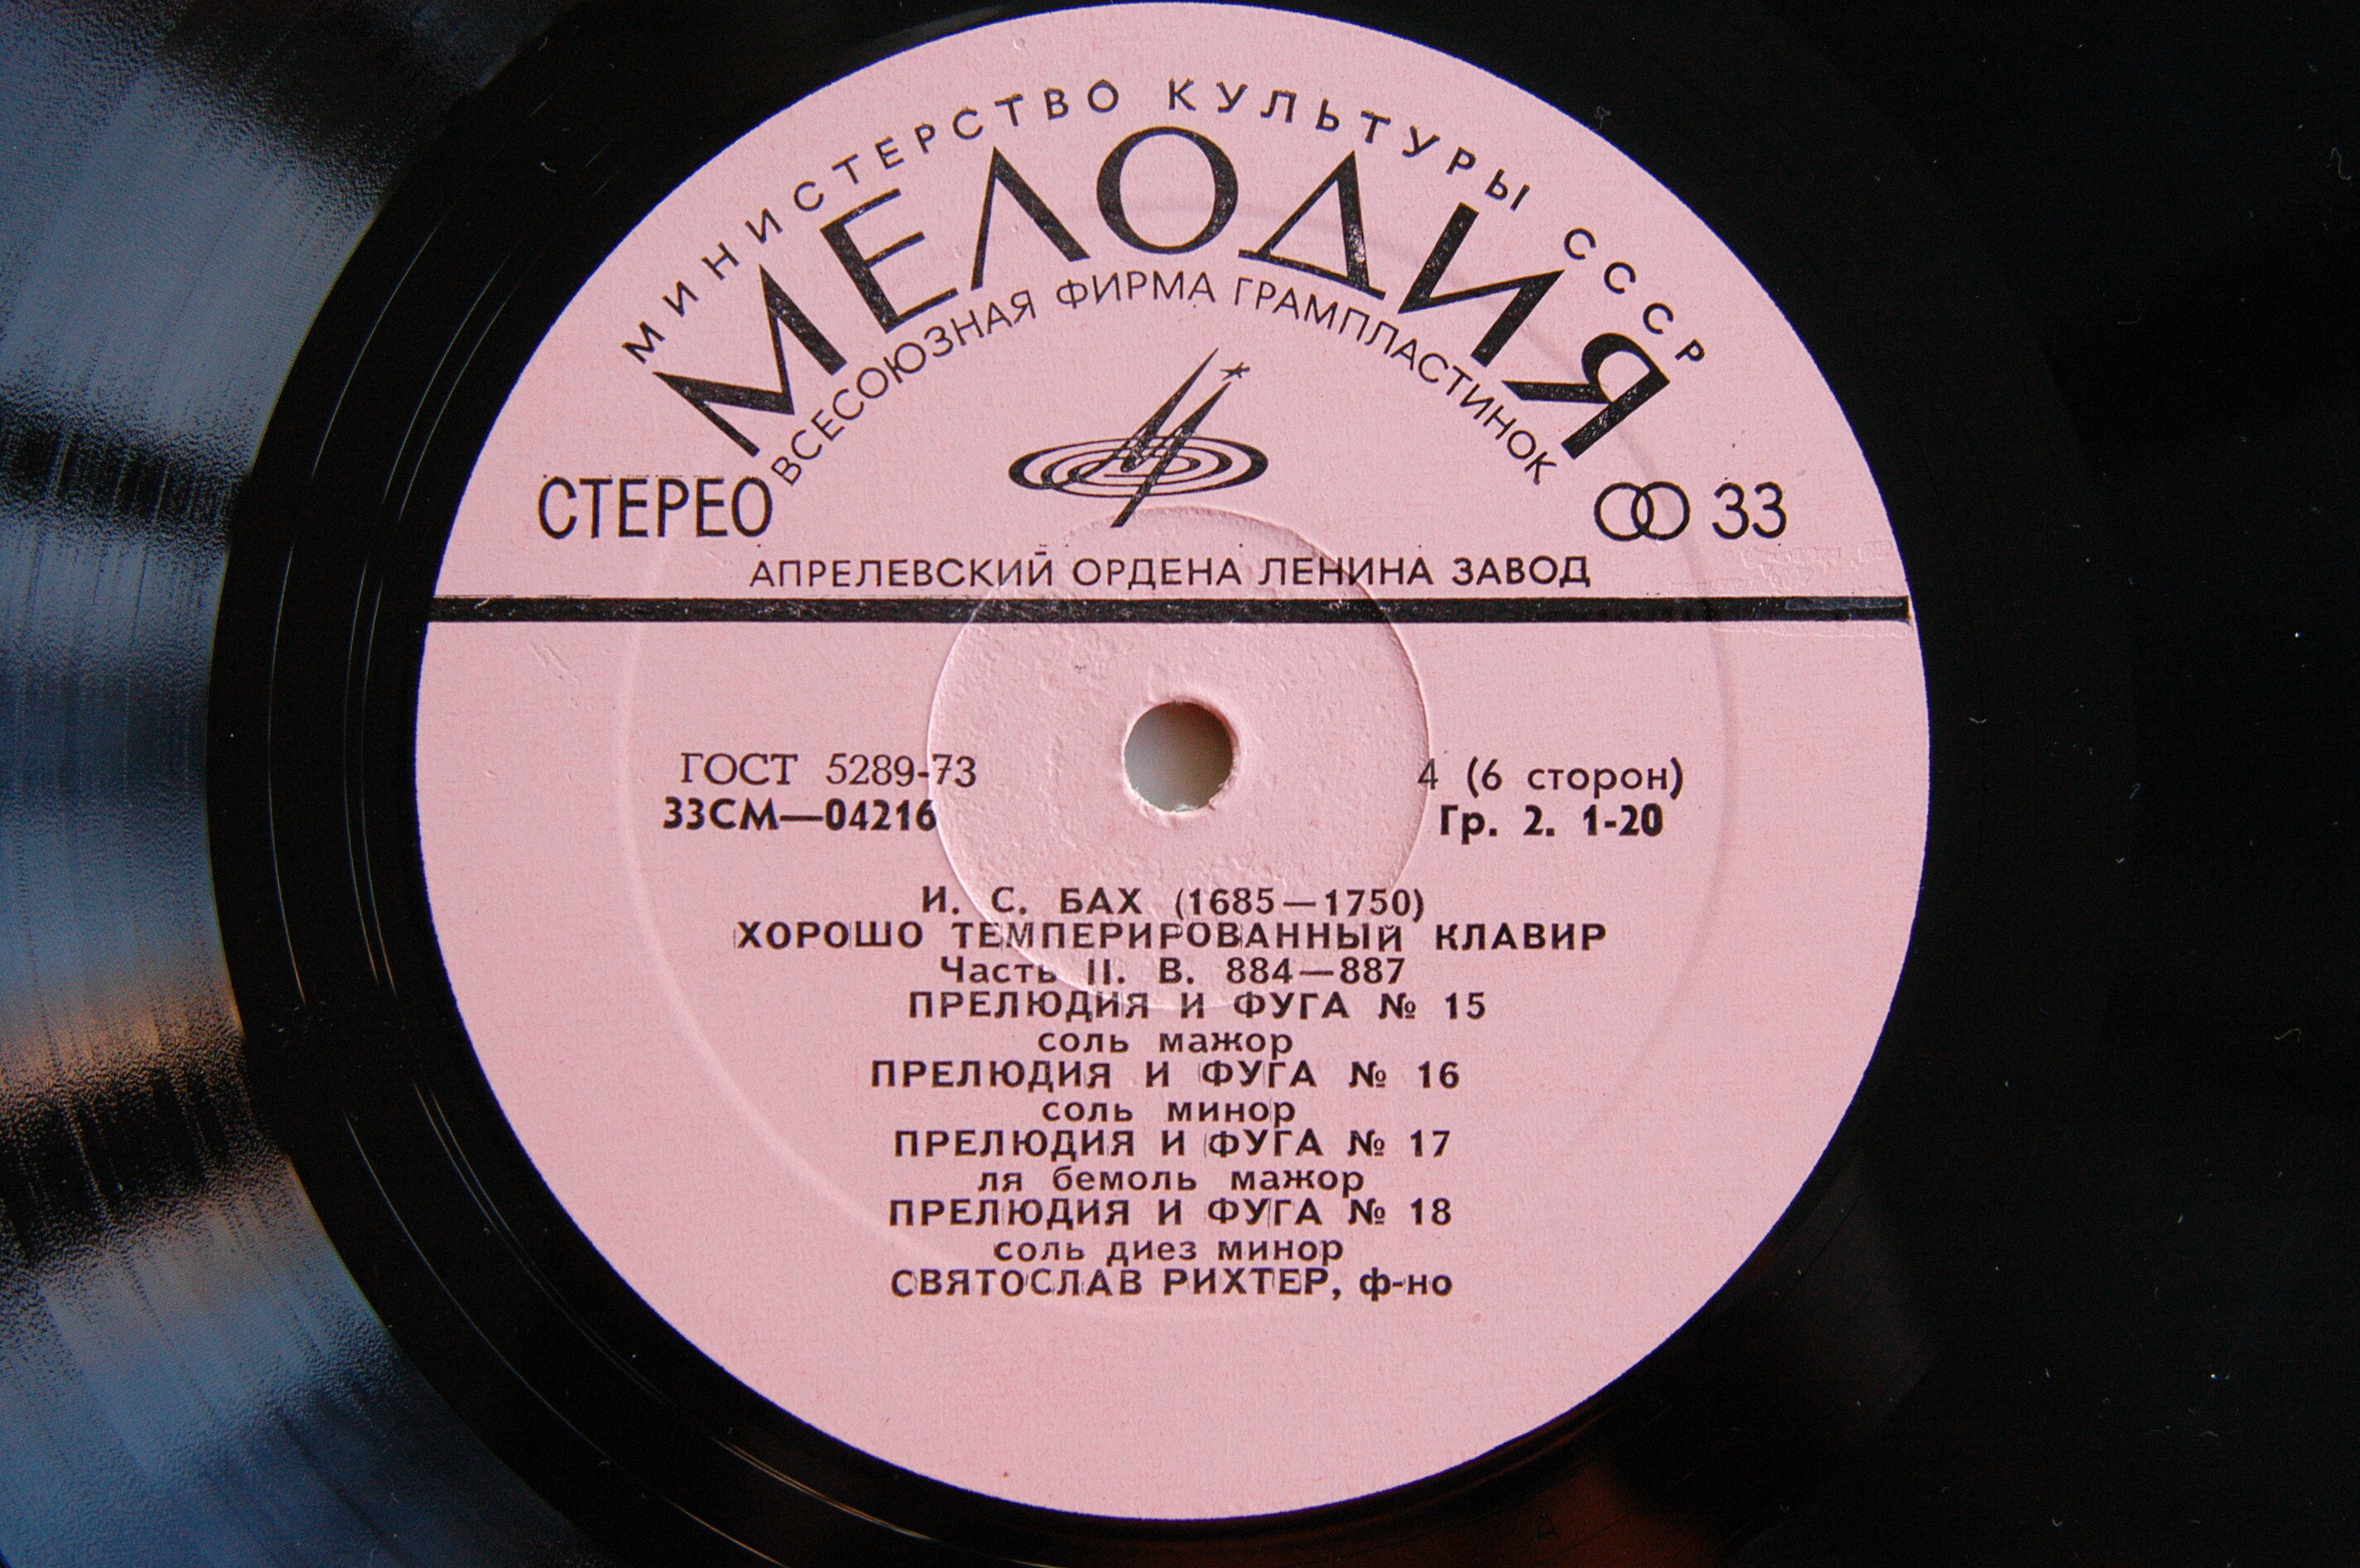 МИНИСТЕРСТВО КУЛЬТУРЫ СССР
МЕЛОДИЯ
ВСЕСОЮЗНАЯ ФИРМА ГРАМПЛАСТИНОК
СТЕРЕО
33
АПРЕЛЕВСКИЙ ОРДЕНА ЛЕНИНА ЗАВОД
ГОСТ 5289-73
4 (6 сторон)
33СМ—04216
Гр. 2. 1-20
И. С. БАХ (1685—1750)
ХОРОШО ТЕМПЕРИРОВАННЫЙ КЛАВИР
Часть II. В. 884—887
ПРЕЛЮДИЯ И ФУГА № 15
соль мажор
ПРЕЛЮДИЯ И ФУГА № 16
соль минор
ПРЕЛЮДИЯ И ФУГА № 17
ля бемоль мажор
ПРЕЛЮДИЯ И ФУГА № 18
соль диез минор
СВЯТОСЛАВ РИХТЕР, ф-но